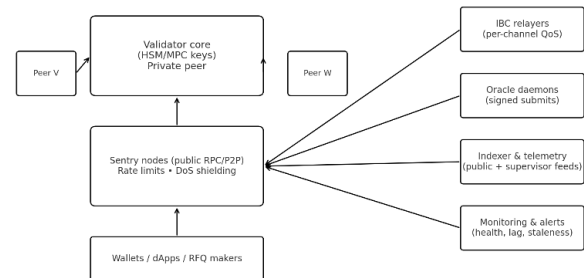 Peer V
Validator core
(HSM/MPC keys)
Private peer
Peer W
IBC relayers
(per-channel QoS)
Oracle daemons
(signed submits)
Sentry nodes (public RPC/P2P)
Rate limits • DoS shielding
Indexer & telemetry
(public + supervisor feeds)
Monitoring & alerts
(health, lag, staleness)
Wallets / dApps / RFQ makers